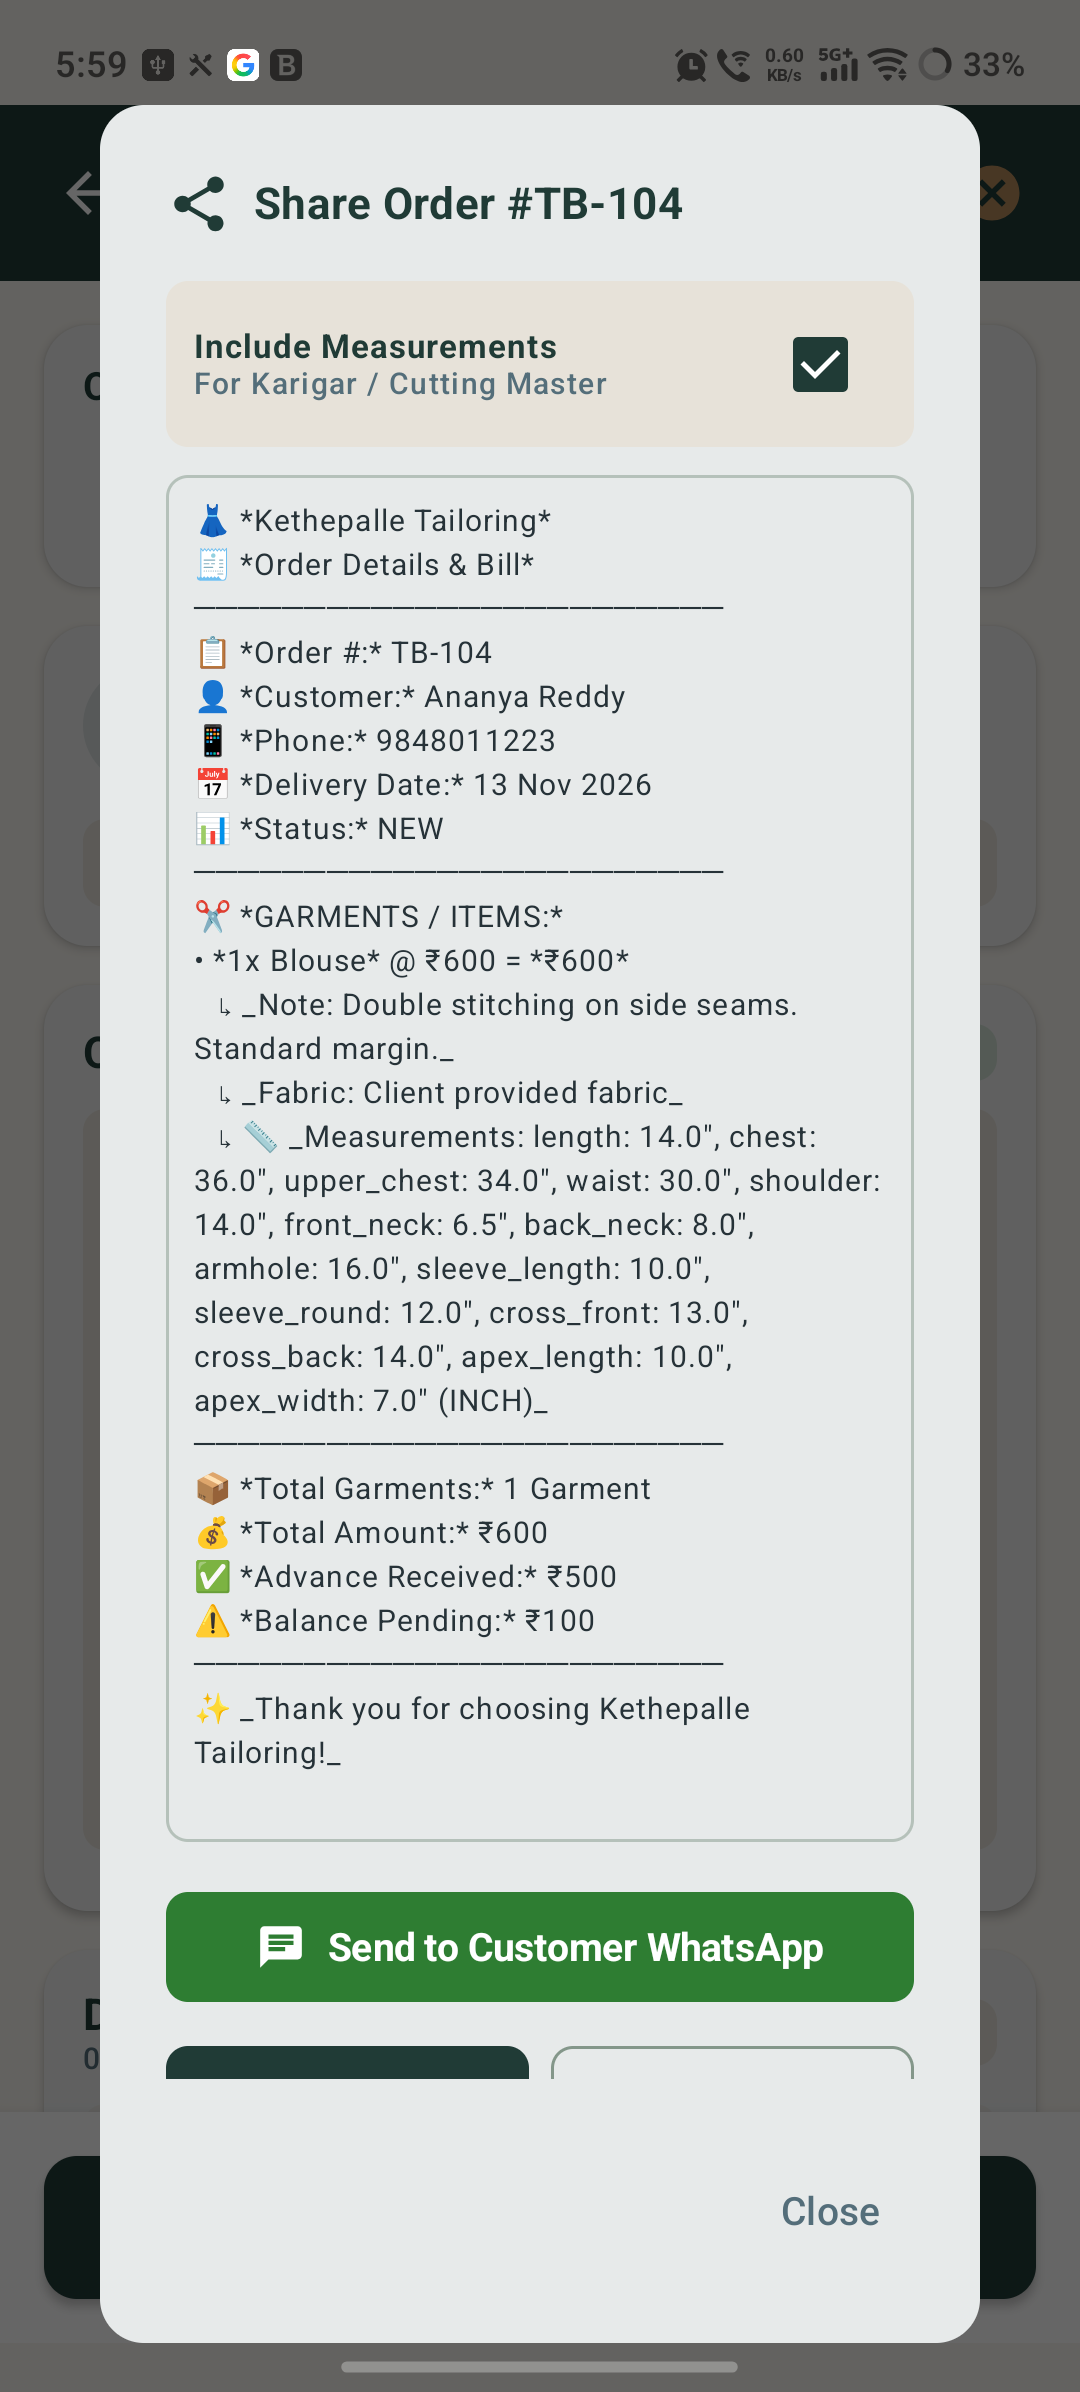 5:59
0.60
KB/s
5G+
33%
Share Order #TB-104
Include Measurements
For Karigar / Cutting Master
👗 *Kethepalle Tailoring*
🧾 *Order Details & Bill*
────────────────────────
📋 *Order #:* TB-104
👤 *Customer:* Ananya Reddy
📱 *Phone:* 9848011223
📅 *Delivery Date:* 13 Nov 2026
📊 *Status:* NEW
────────────────────────
✂️ *GARMENTS / ITEMS:*
• *1x Blouse* @ ₹600 = *₹600*
↳ _Note: Double stitching on side seams.
Standard margin._
↳ _Fabric: Client provided fabric_
↳ 📏 _Measurements: length: 14.0", chest:
36.0", upper_chest: 34.0", waist: 30.0", shoulder:
14.0", front_neck: 6.5", back_neck: 8.0",
armhole: 16.0", sleeve_length: 10.0",
sleeve_round: 12.0", cross_front: 13.0",
cross_back: 14.0", apex_length: 10.0",
apex_width: 7.0" (INCH)_
────────────────────────
📦 *Total Garments:* 1 Garment
💰 *Total Amount:* ₹600
✅ *Advance Received:* ₹500
⚠️ *Balance Pending:* ₹100
────────────────────────
✨ _Thank you for choosing Kethepalle
Tailoring!_
Send to Customer WhatsApp
Close